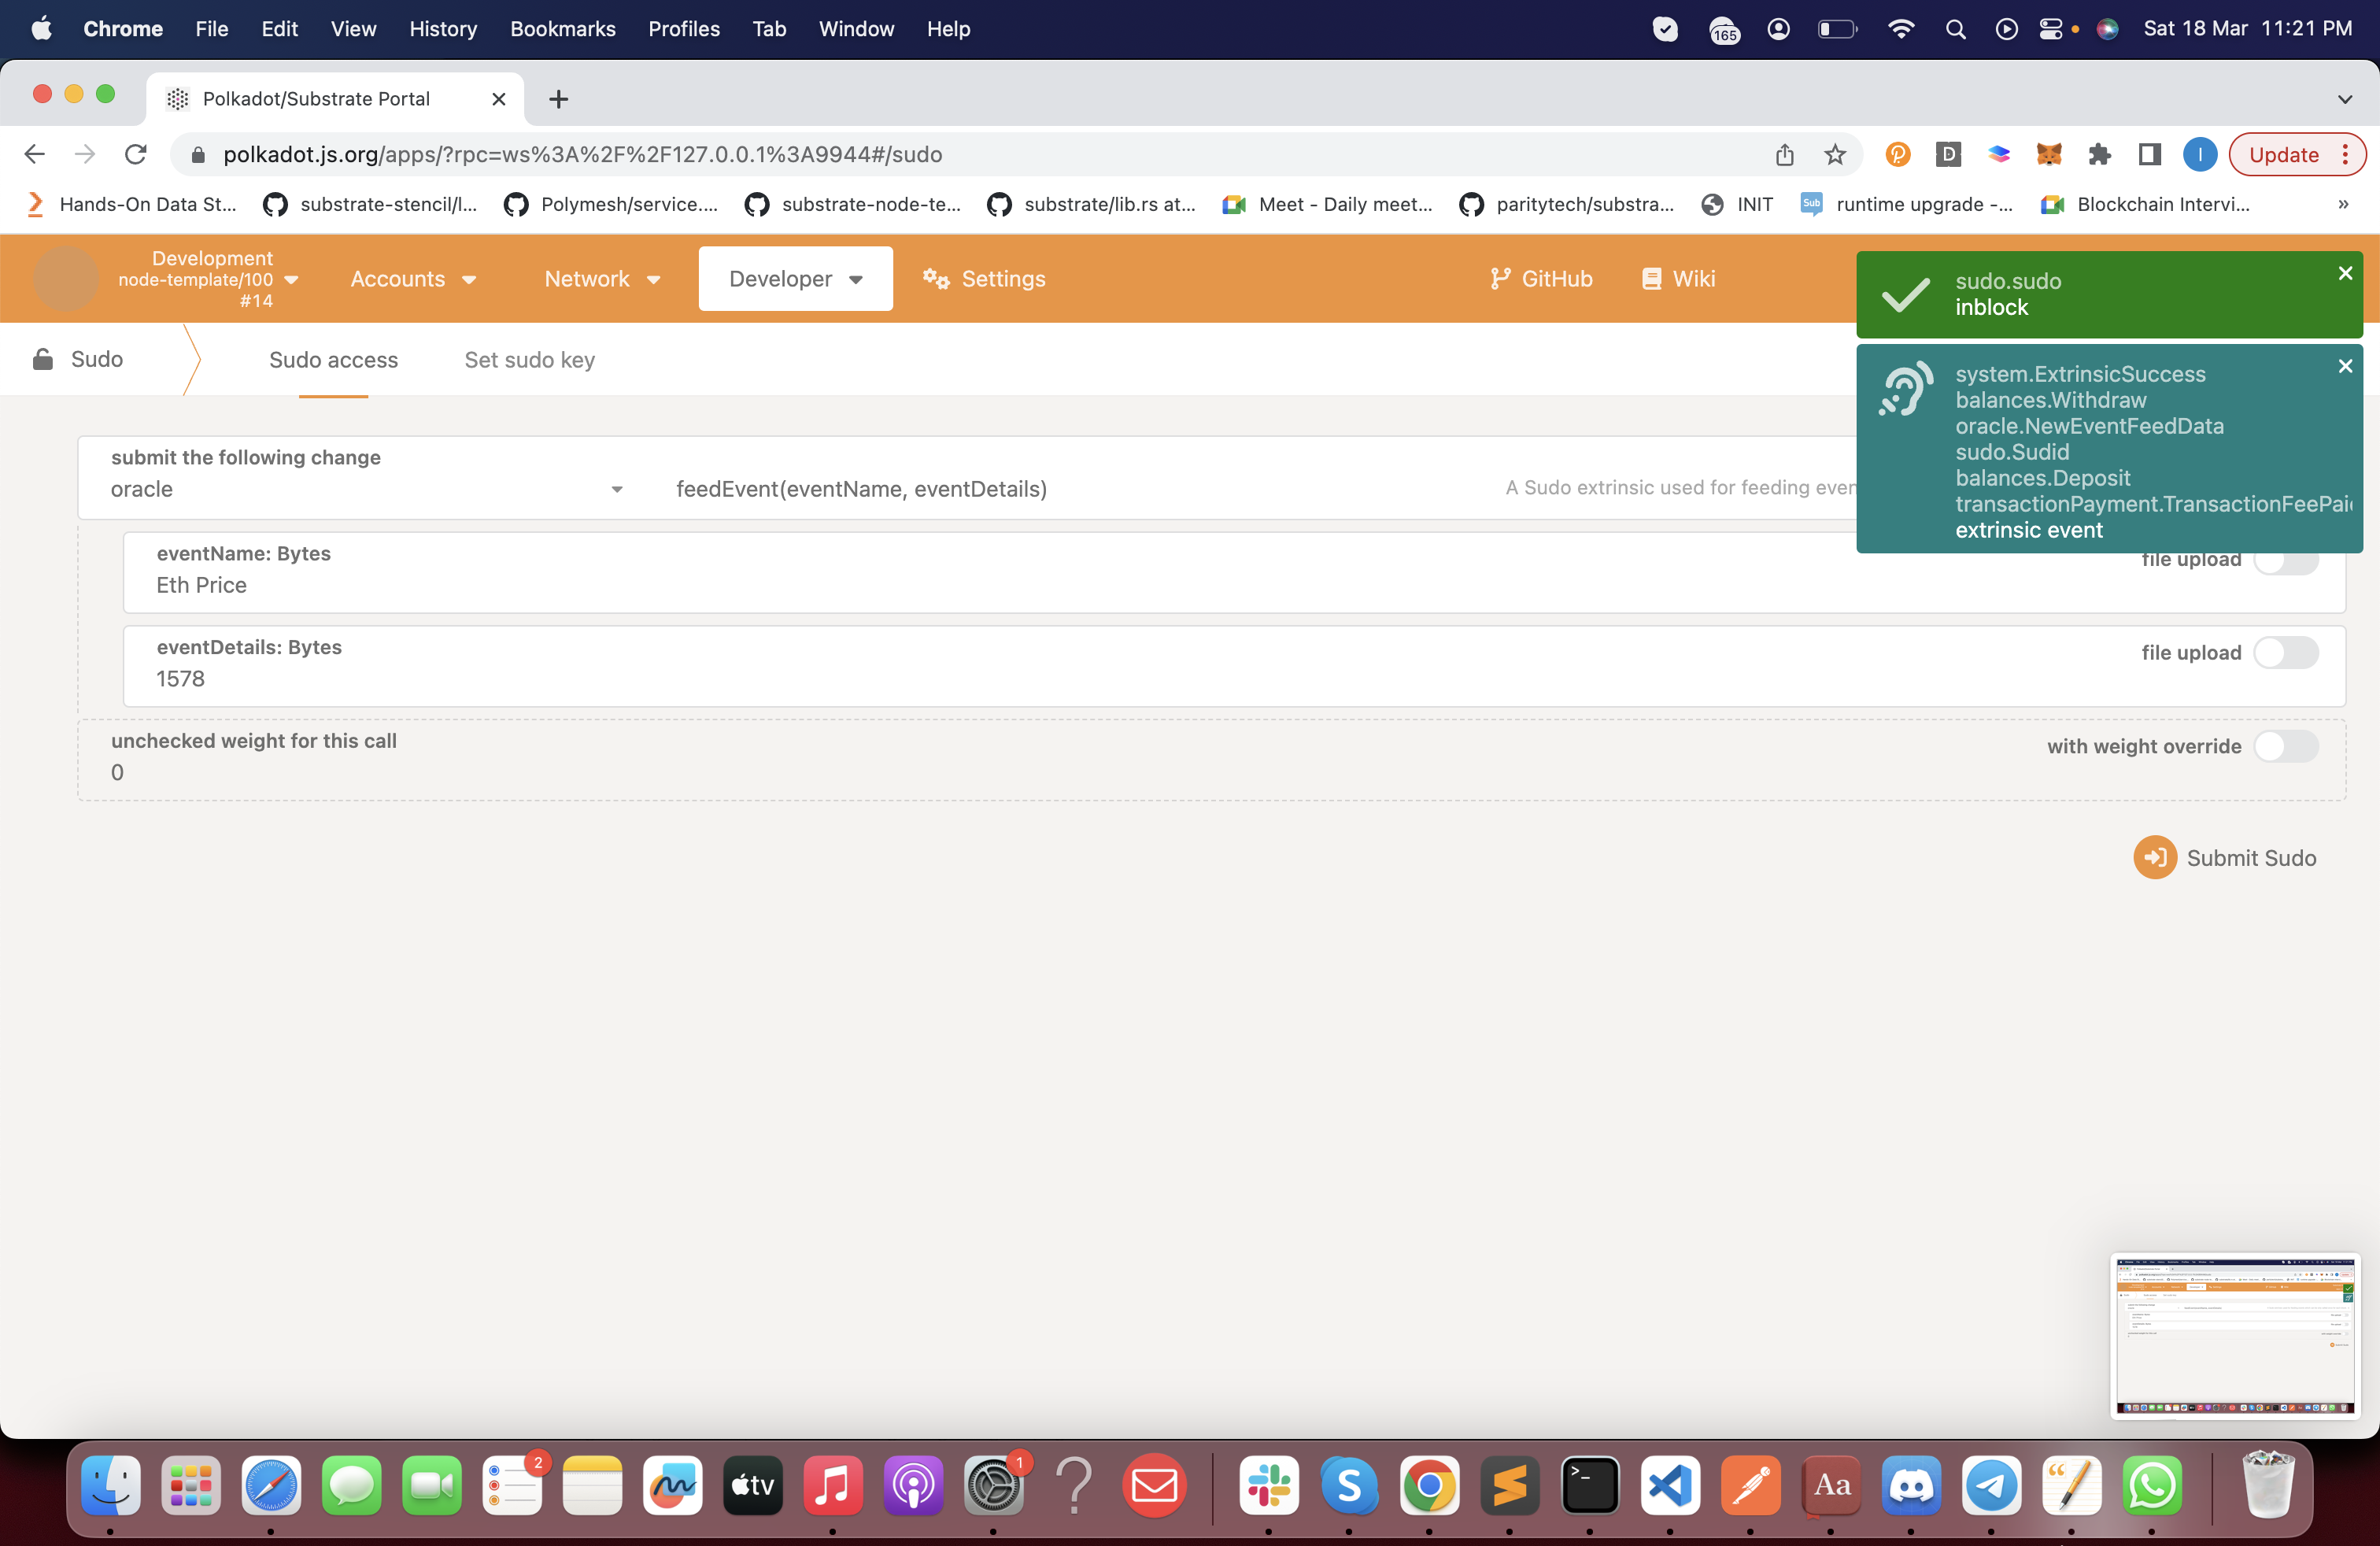 Chrome File Edit View History Bookmarks Profiles Tab Window Help 165 Sat 18 Mar 11:21 PM
Polkadot/Substrate Portal
polkadot.js.org/apps/?rpc=ws%3A%2F%2F127.0.0.1%3A9944#/sudo D I Update
Hands-On Data St... substrate-stencil/l... Polymesh/service.... substrate-node-te... substrate/lib.rs at... Meet - Daily meet... paritytech/substra... INIT Sub runtime upgrade -... Blockchain Intervi... »
Development
node-template/100
#14
Accounts Network Developer Settings GitHub Wiki
sudo.sudo
inblock
Sudo Sudo access Set sudo key
system.ExtrinsicSuccess
balances.Withdraw
oracle.NewEventFeedData
sudo.Sudid
balances.Deposit
transactionPayment.TransactionFeePai
extrinsic event
submit the following change
oracle feedEvent(eventName, eventDetails) A Sudo extrinsic used for feeding even
eventName: Bytes file upload
Eth Price
eventDetails: Bytes file upload
1578
unchecked weight for this call with weight override
0
Submit Sudo
2 tv 1 ? S >_ Aa